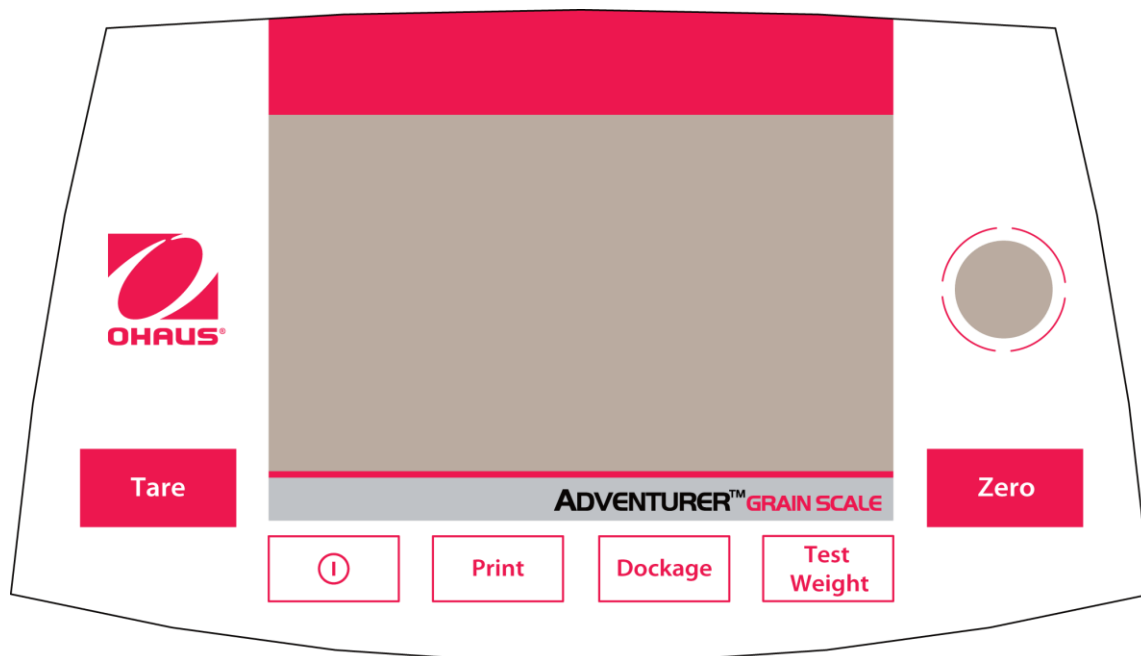 OHAUS®
Tare
Zero
ADVENTURER™ GRAIN SCALE
Print
Dockage
Test
Weight